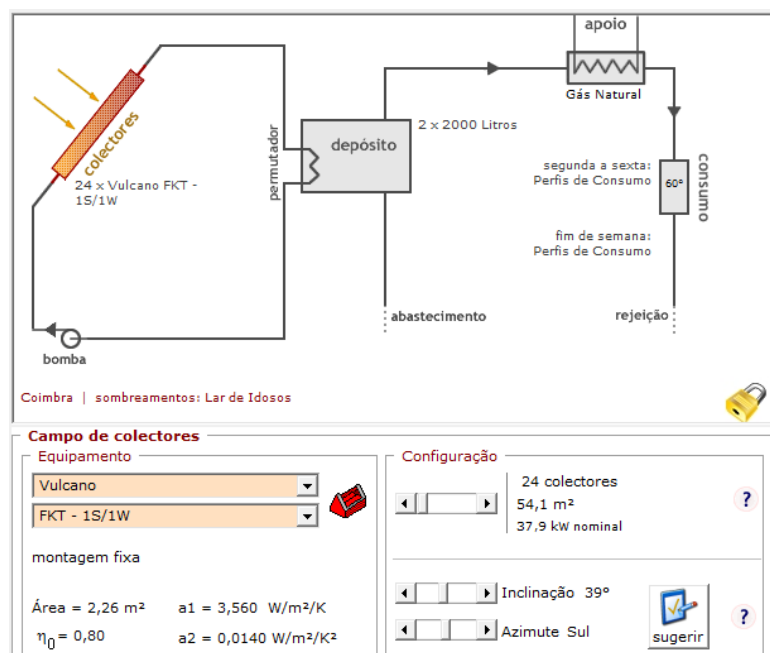 apoio
Gás Natural
colectores
24 x Vulcano FKT -
1S/1W
permutador
depósito
2 x 2000 Litros
segunda a sexta:
Perfis de Consumo
60º
consumo
fim de semana:
Perfis de Consumo
abastecimento
rejeição
bomba
Coimbra | sombreamentos: Lar de Idosos
Campo de colectores
Equipamento
Vulcano
FKT - 1S/1W
montagem fixa
Área = 2,26 m² a1 = 3,560 W/m²/K
η0 = 0,80 a2 = 0,0140 W/m²/K²
Configuração
24 colectores
54,1 m²
37,9 kW nominal
?
Inclinação 39º
Azimute Sul
sugerir
?